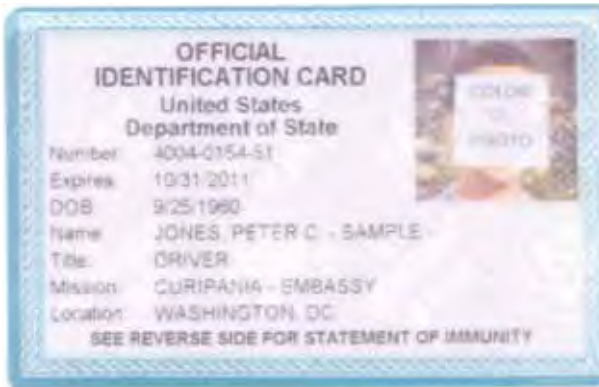 OFFICIAL
IDENTIFICATION CARD
United States
Department of State
Number: 4004-0154-51
Expires: 10/31/2011
DOB: 9/25/1960
Name: JONES, PETER C. - SAMPLE -
Title: DRIVER
Mission: CURIPANIA - EMBASSY
Location: WASHINGTON, DC
SEE REVERSE SIDE FOR STATEMENT OF IMMUNITY
COLOR
PHOTO